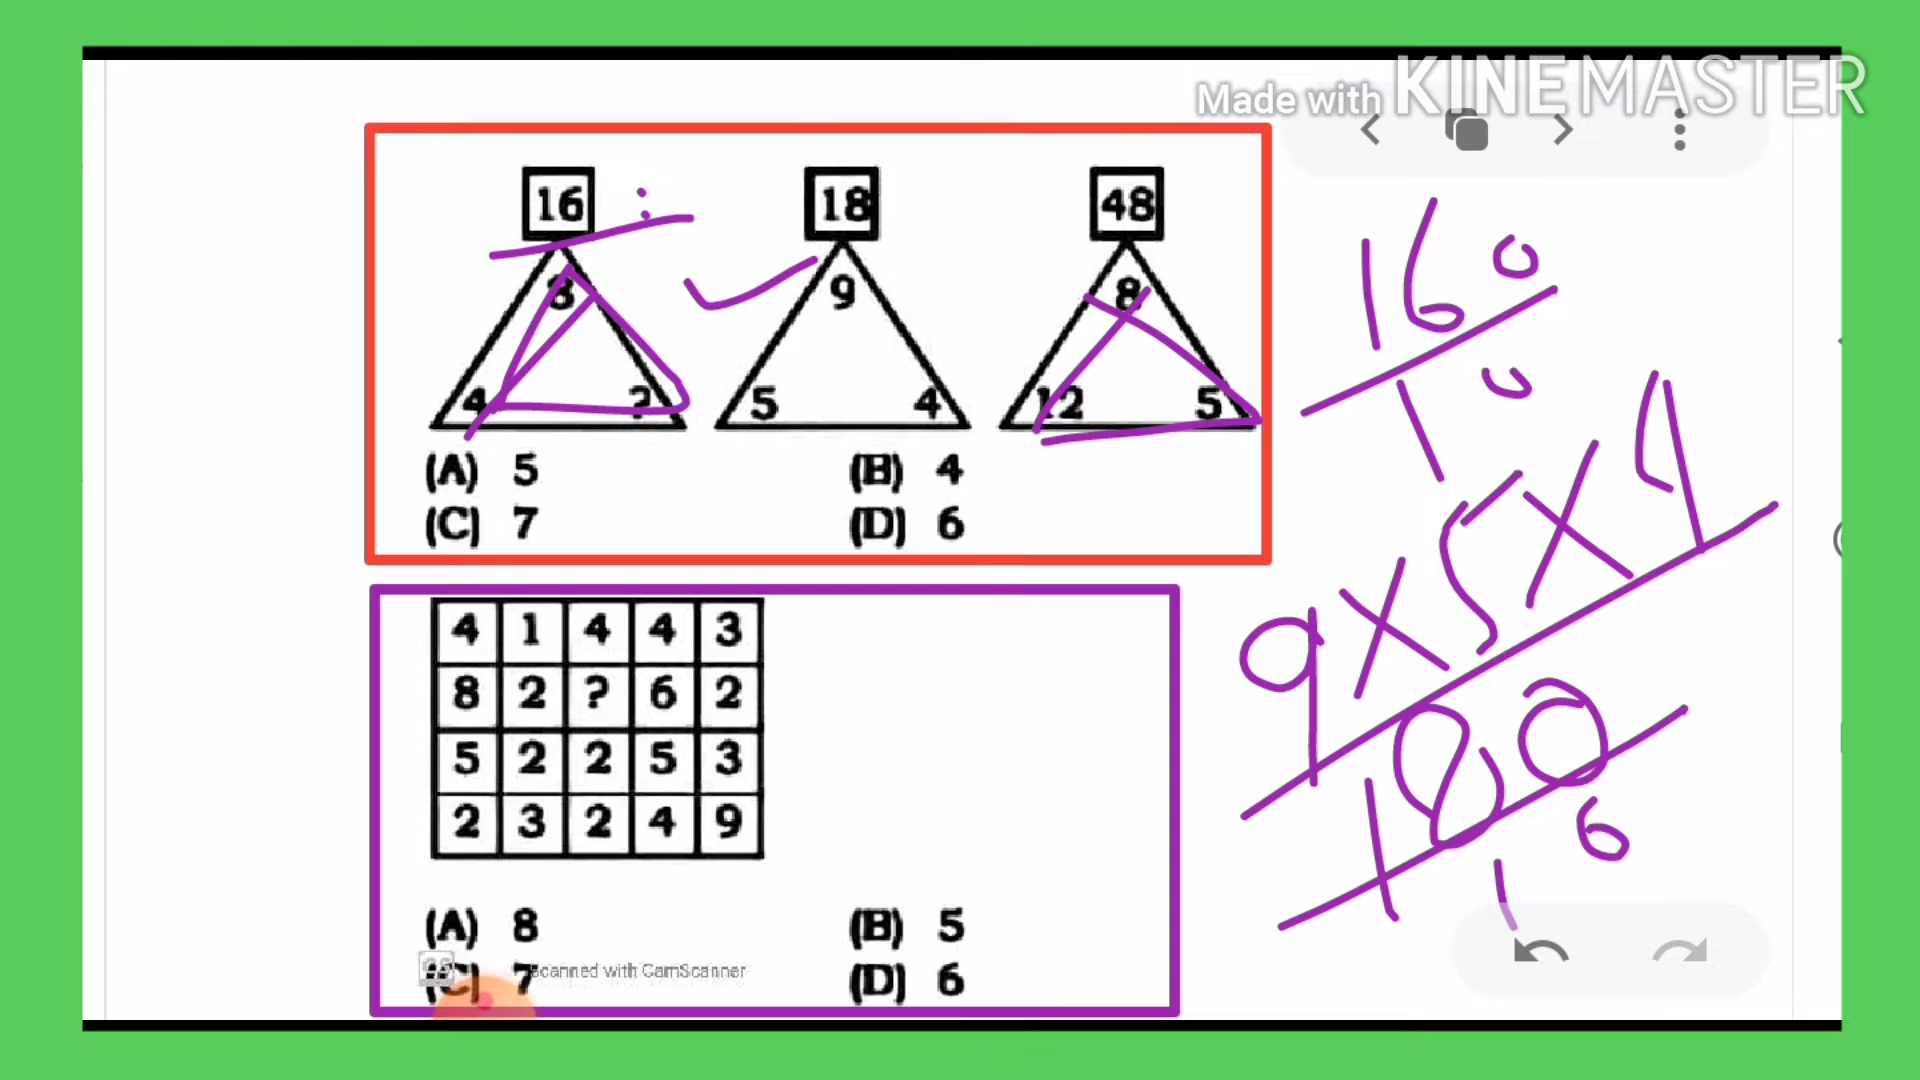 Made with KINEMASTER
16 : 18 48
8 9 8
4 ? 5 4 12 5
(A) 5 (B) 4
(C) 7 (D) 6
160
10
9x5x4
180
16
4 1 4 4 3
8 2 ? 6 2
5 2 2 5 3
2 3 2 4 9
(A) 8 (B) 5
(C) 7 scanned with CamScanner (D) 6